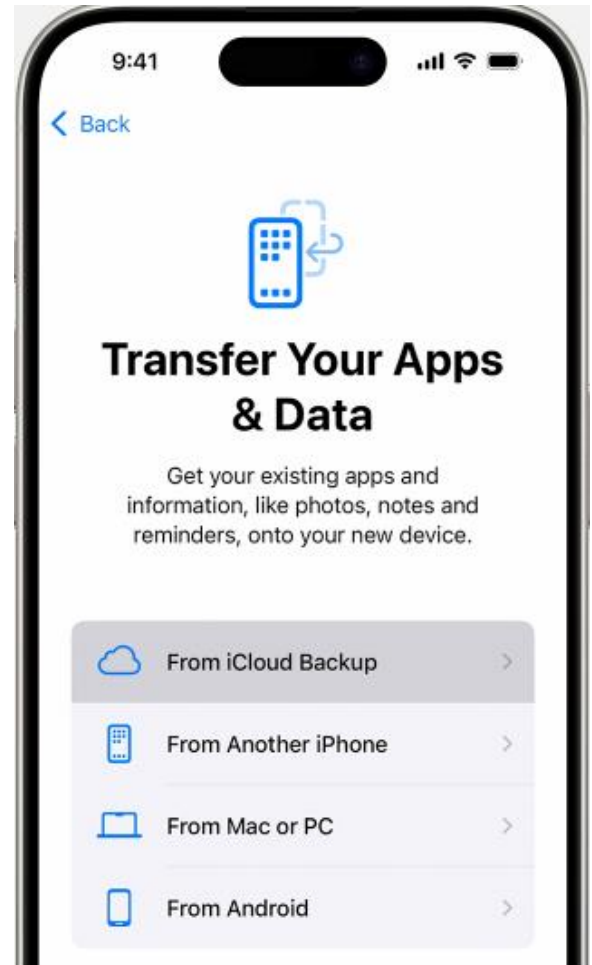 9:41
Back
Transfer Your Apps
& Data
Get your existing apps and
information, like photos, notes and
reminders, onto your new device.
From iCloud Backup
From Another iPhone
From Mac or PC
From Android